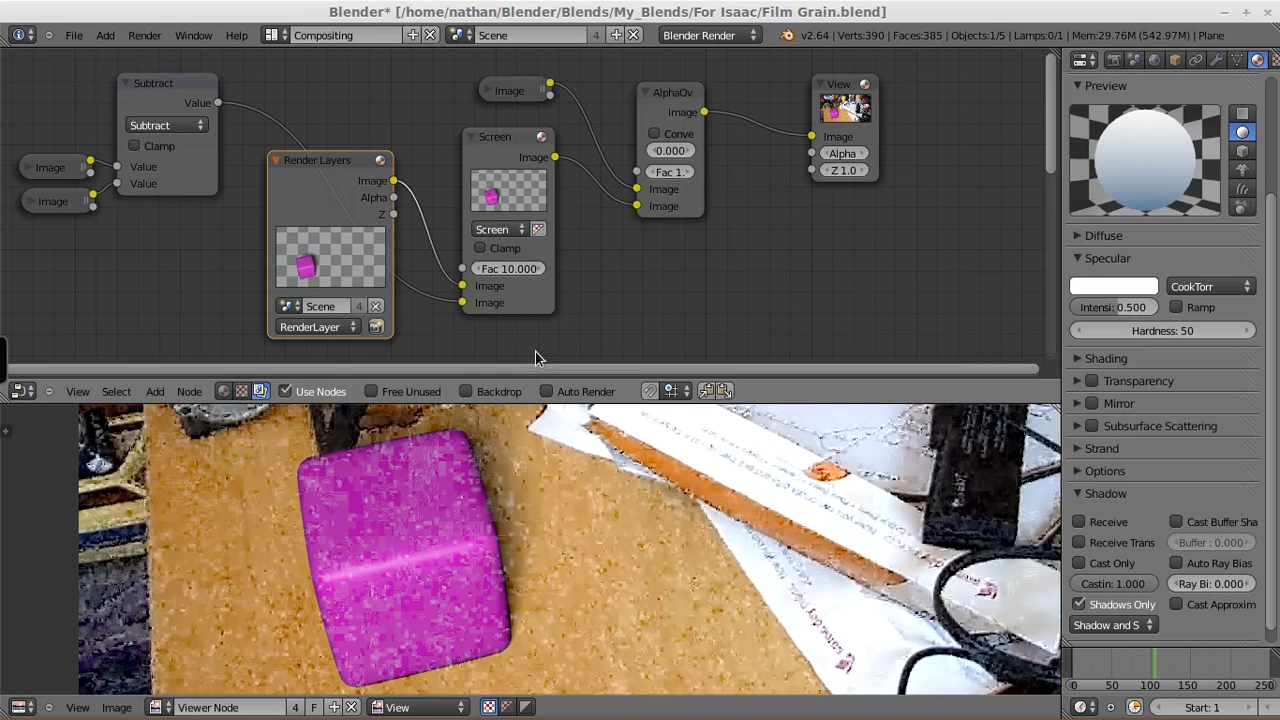 Blender* [/home/nathan/Blender/Blends/My_Blends/For Isaac/Film Grain.blend]
File Add Render Window Help Compositing Scene 4 Blender Render v2.64 | Verts:390 | Faces:385 | Objects:1/5 | Lamps:0/1 | Mem:29.76M (542.97M) | Plane
Subtract
Value
Subtract
Clamp
Value
Value
Image
Image
Render Layers
Image
Alpha
Z
Scene 4
RenderLayer
Image
Screen
Image
Screen
Clamp
Fac 10.000
Image
Image
AlphaOv
Image
Conve
0.000
Fac 1.
Image
Image
View
Image
Alpha
Z 1.0
View Select Add Node Use Nodes Free Unused Backdrop Auto Render
View Image Viewer Node 4 F View
Preview
Diffuse
Specular
CookTorr
Intensi: 0.500 Ramp
Hardness: 50
Shading
Transparency
Mirror
Subsurface Scattering
Strand
Options
Shadow
Receive Cast Buffer Sha
Receive Trans Buffer : 0.000
Cast Only Auto Ray Bias
Castin: 1.000 Ray Bi: 0.000
Shadows Only Cast Approxim
Shadow and S
0 50 100 150 200 250
Start: 1